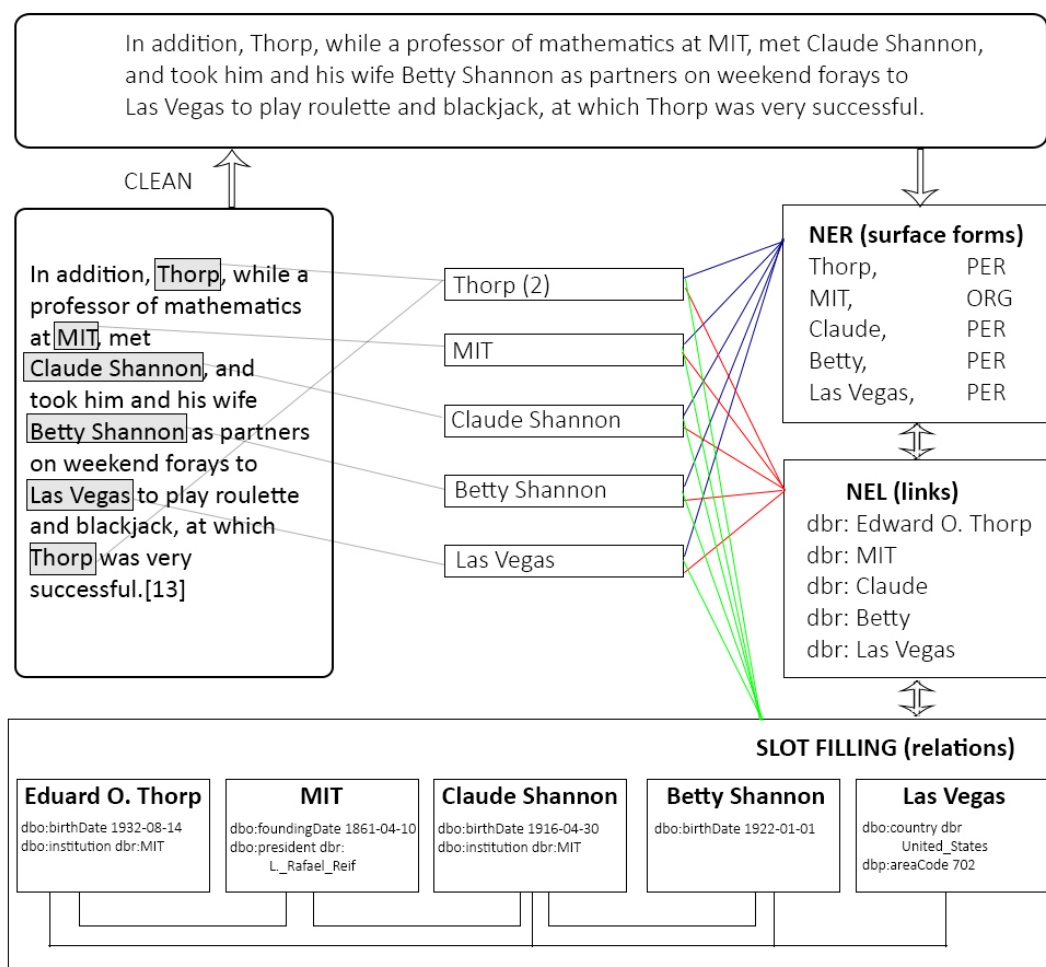 In addition, Thorp, while a professor of mathematics at MIT, met Claude Shannon,
and took him and his wife Betty Shannon as partners on weekend forays to
Las Vegas to play roulette and blackjack, at which Thorp was very successful.
CLEAN
In addition, Thorp, while a
professor of mathematics
at MIT, met
Claude Shannon, and
took him and his wife
Betty Shannon as partners
on weekend forays to
Las Vegas to play roulette
and blackjack, at which
Thorp was very
successful.[13]
Thorp (2)
MIT
Claude Shannon
Betty Shannon
Las Vegas
NER (surface forms)
Thorp, PER
MIT, ORG
Claude, PER
Betty, PER
Las Vegas, PER
NEL (links)
dbr: Edward O. Thorp
dbr: MIT
dbr: Claude
dbr: Betty
dbr: Las Vegas
SLOT FILLING (relations)
Eduard O. Thorp
dbo:birthDate 1932-08-14
dbo:institution dbr:MIT
MIT
dbo:foundingDate 1861-04-10
dbo:president dbr:
L._Rafael_Reif
Claude Shannon
dbo:birthDate 1916-04-30
dbo:institution dbr:MIT
Betty Shannon
dbo:birthDate 1922-01-01
Las Vegas
dbo:country dbr
United_States
dbp:areaCode 702